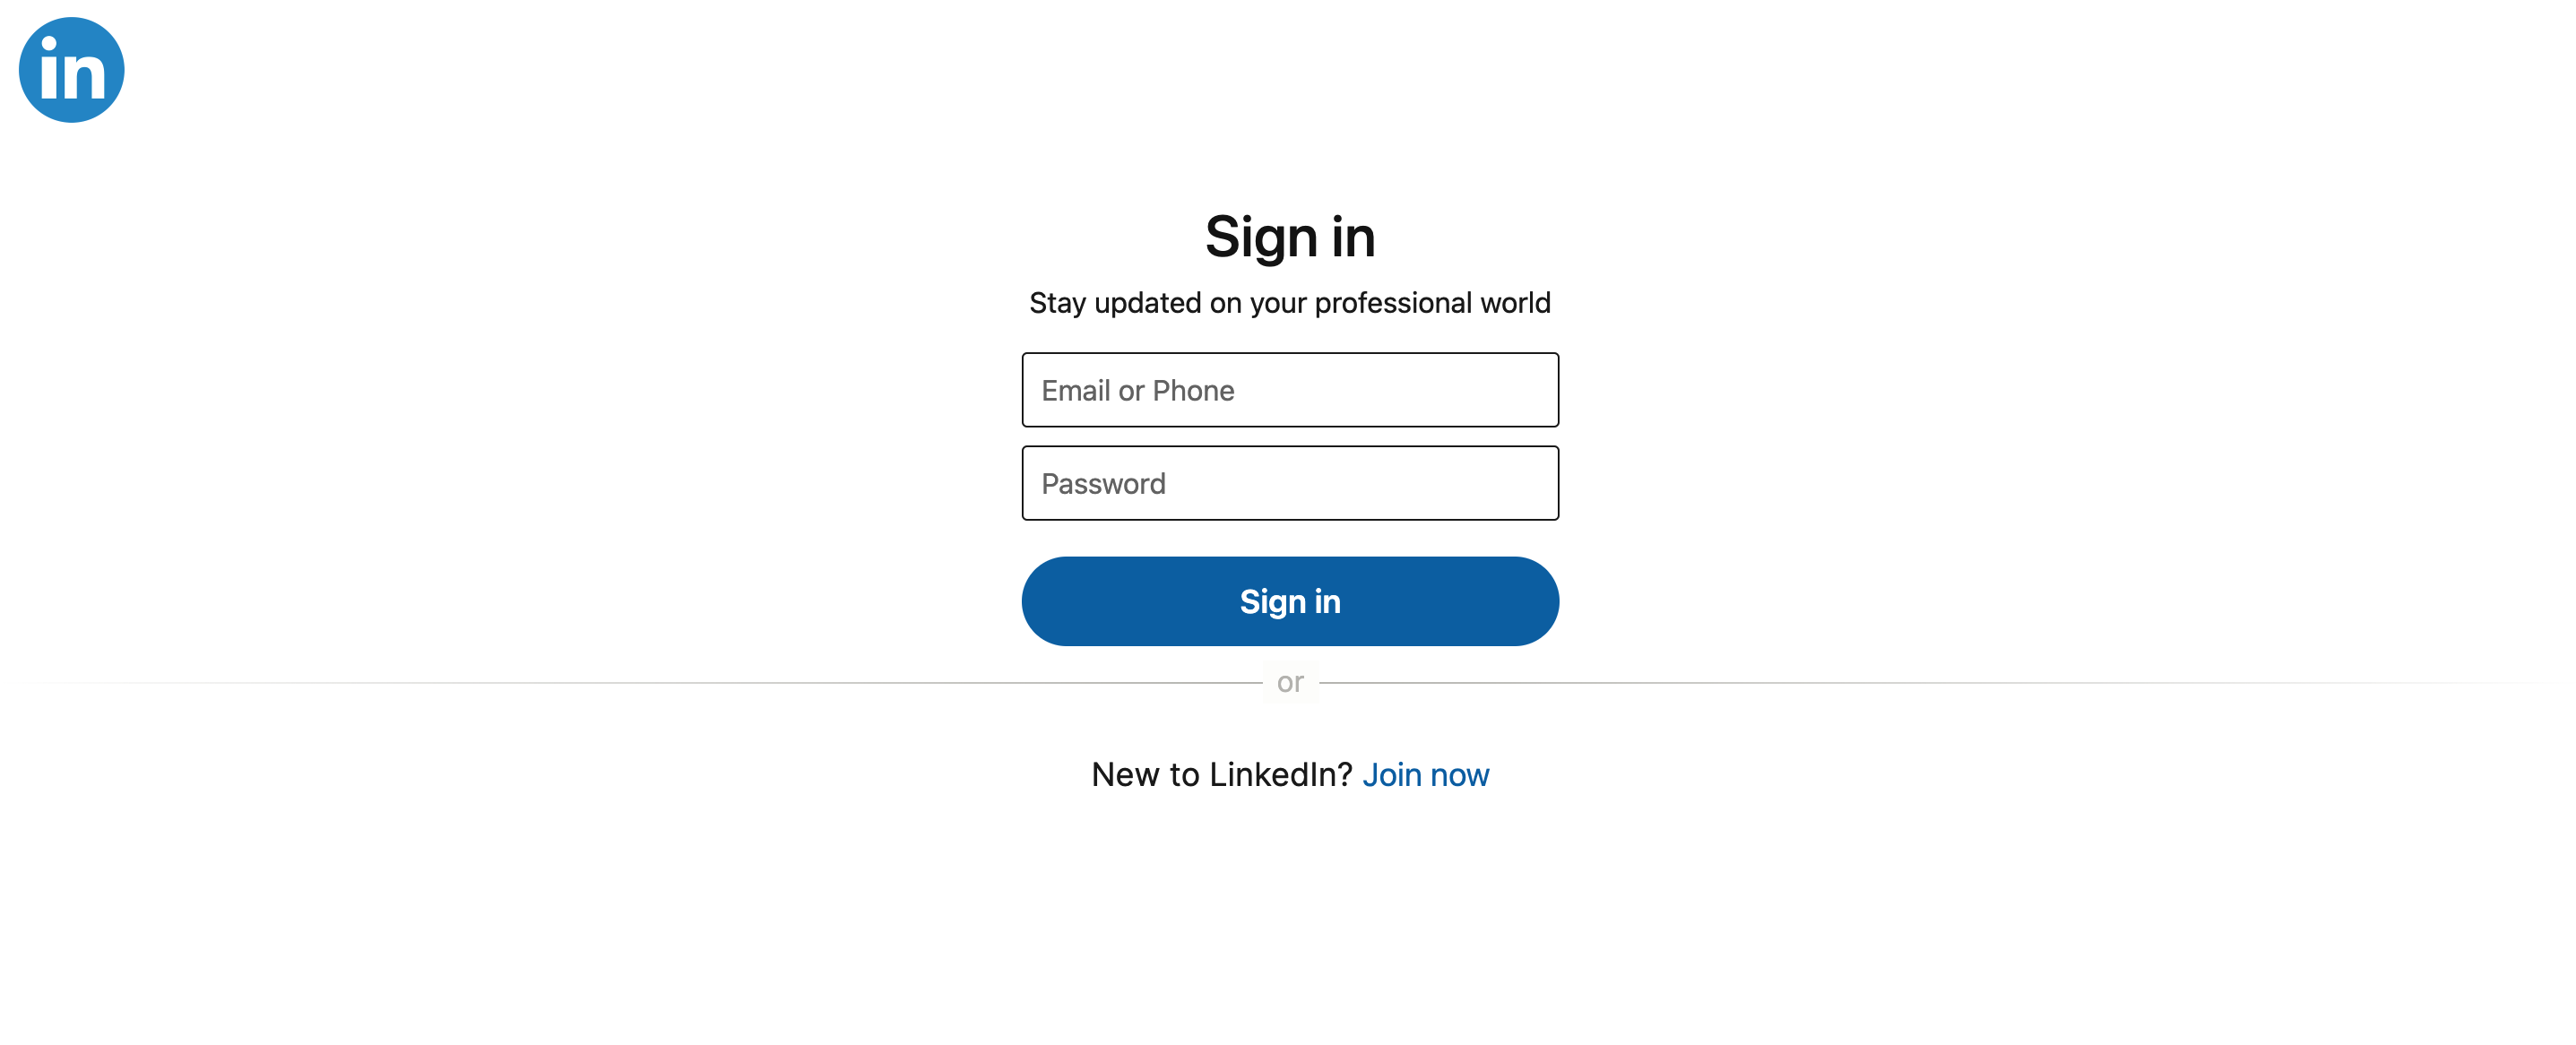 in
Sign in
Stay updated on your professional world
Email or Phone
Password
Sign in
or
New to LinkedIn? Join now